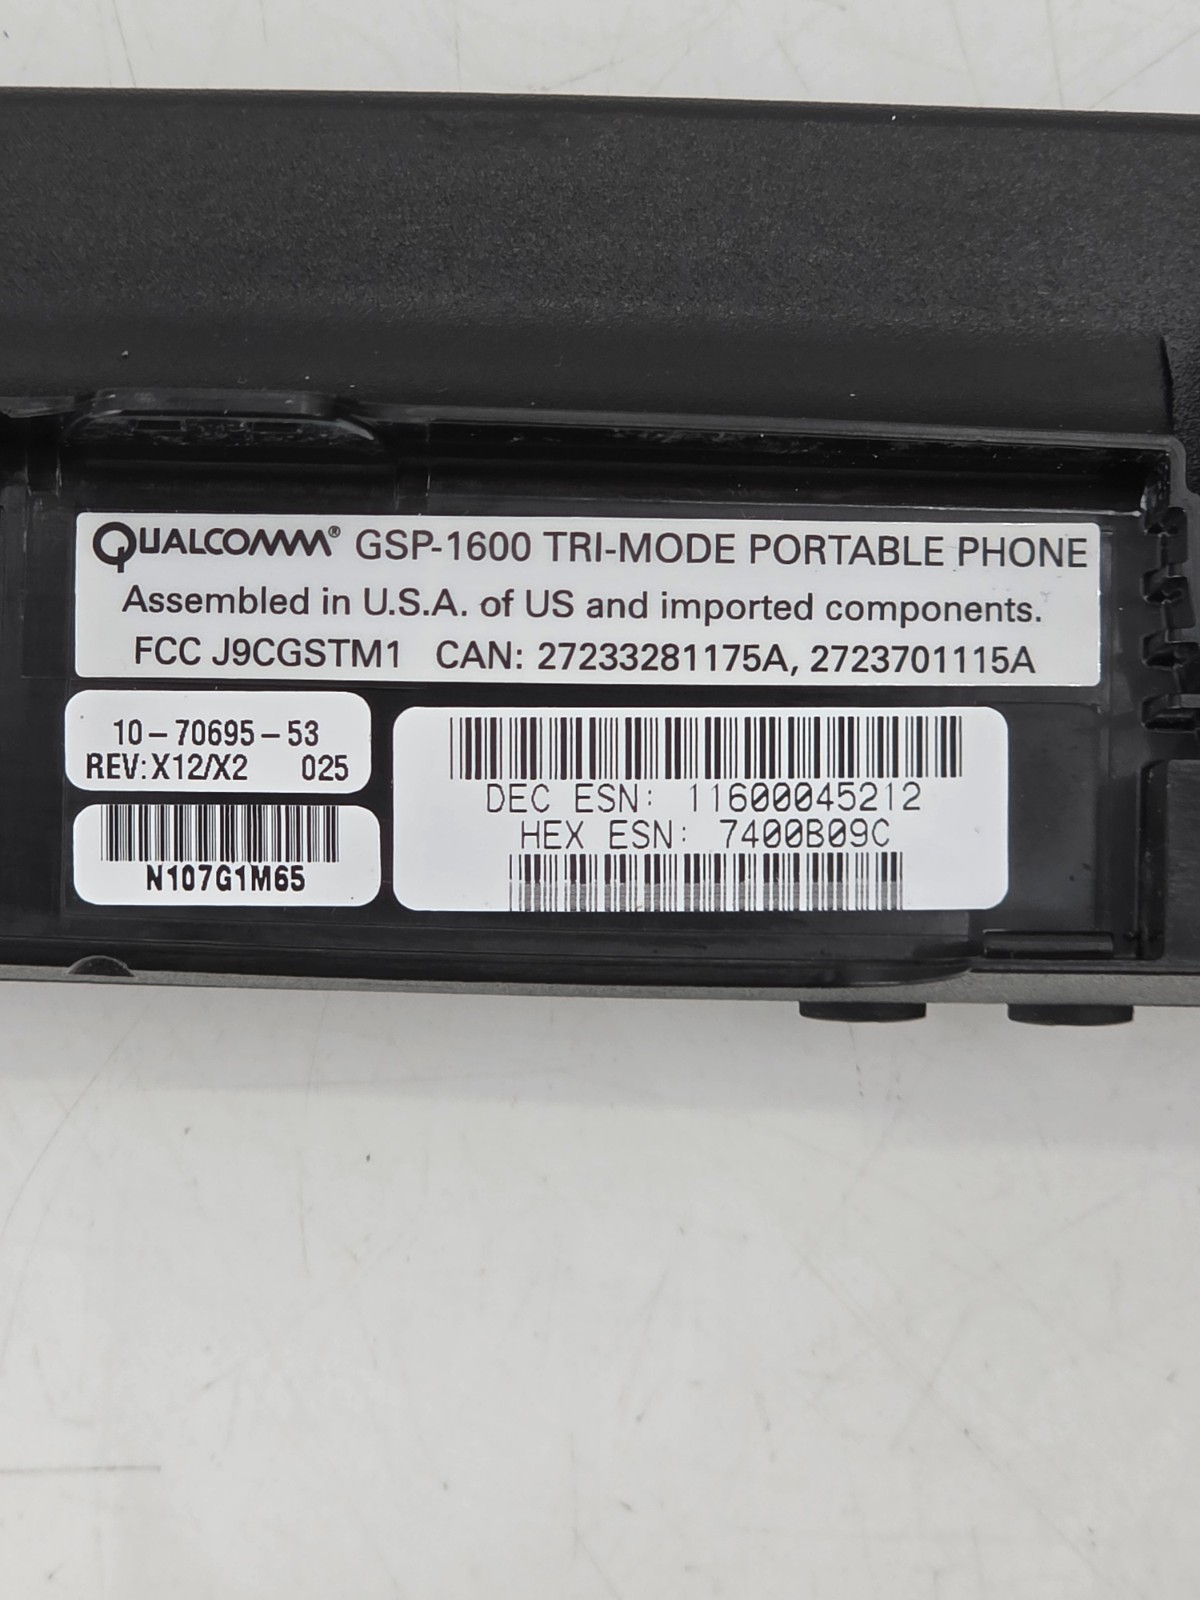 QUALCOMM® GSP-1600 TRI-MODE PORTABLE PHONE
Assembled in U.S.A. of US and imported components.
FCC J9CGSTM1 CAN: 27233281175A, 2723701115A
10-70695-53
REV:X12/X2 025
N107G1M65
DEC ESN: 11600045212
HEX ESN: 7400B09C